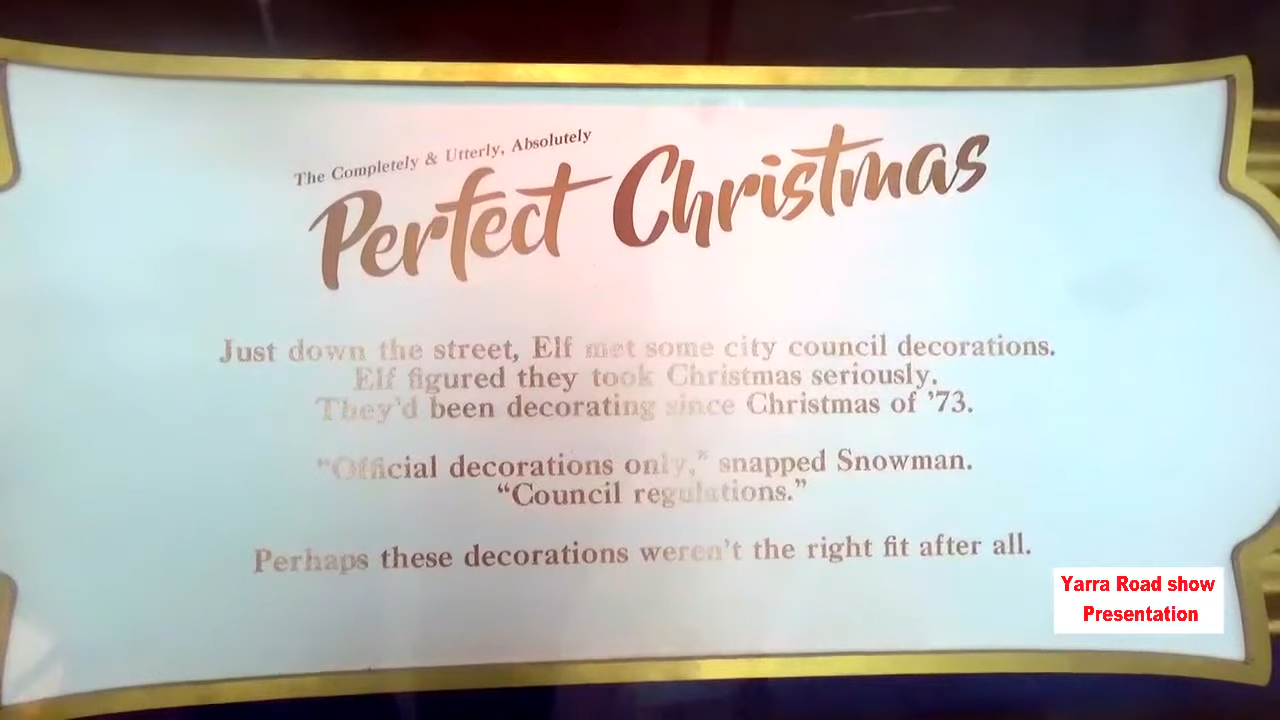 The Completely & Utterly, Absolutely
Perfect Christmas
Just down the street, Elf met some city council decorations.
Elf figured they took Christmas seriously.
They'd been decorating since Christmas of ’73.
“Official decorations only,” snapped Snowman.
“Council regulations.”
Perhaps these decorations weren't the right fit after all.
Yarra Road show
Presentation